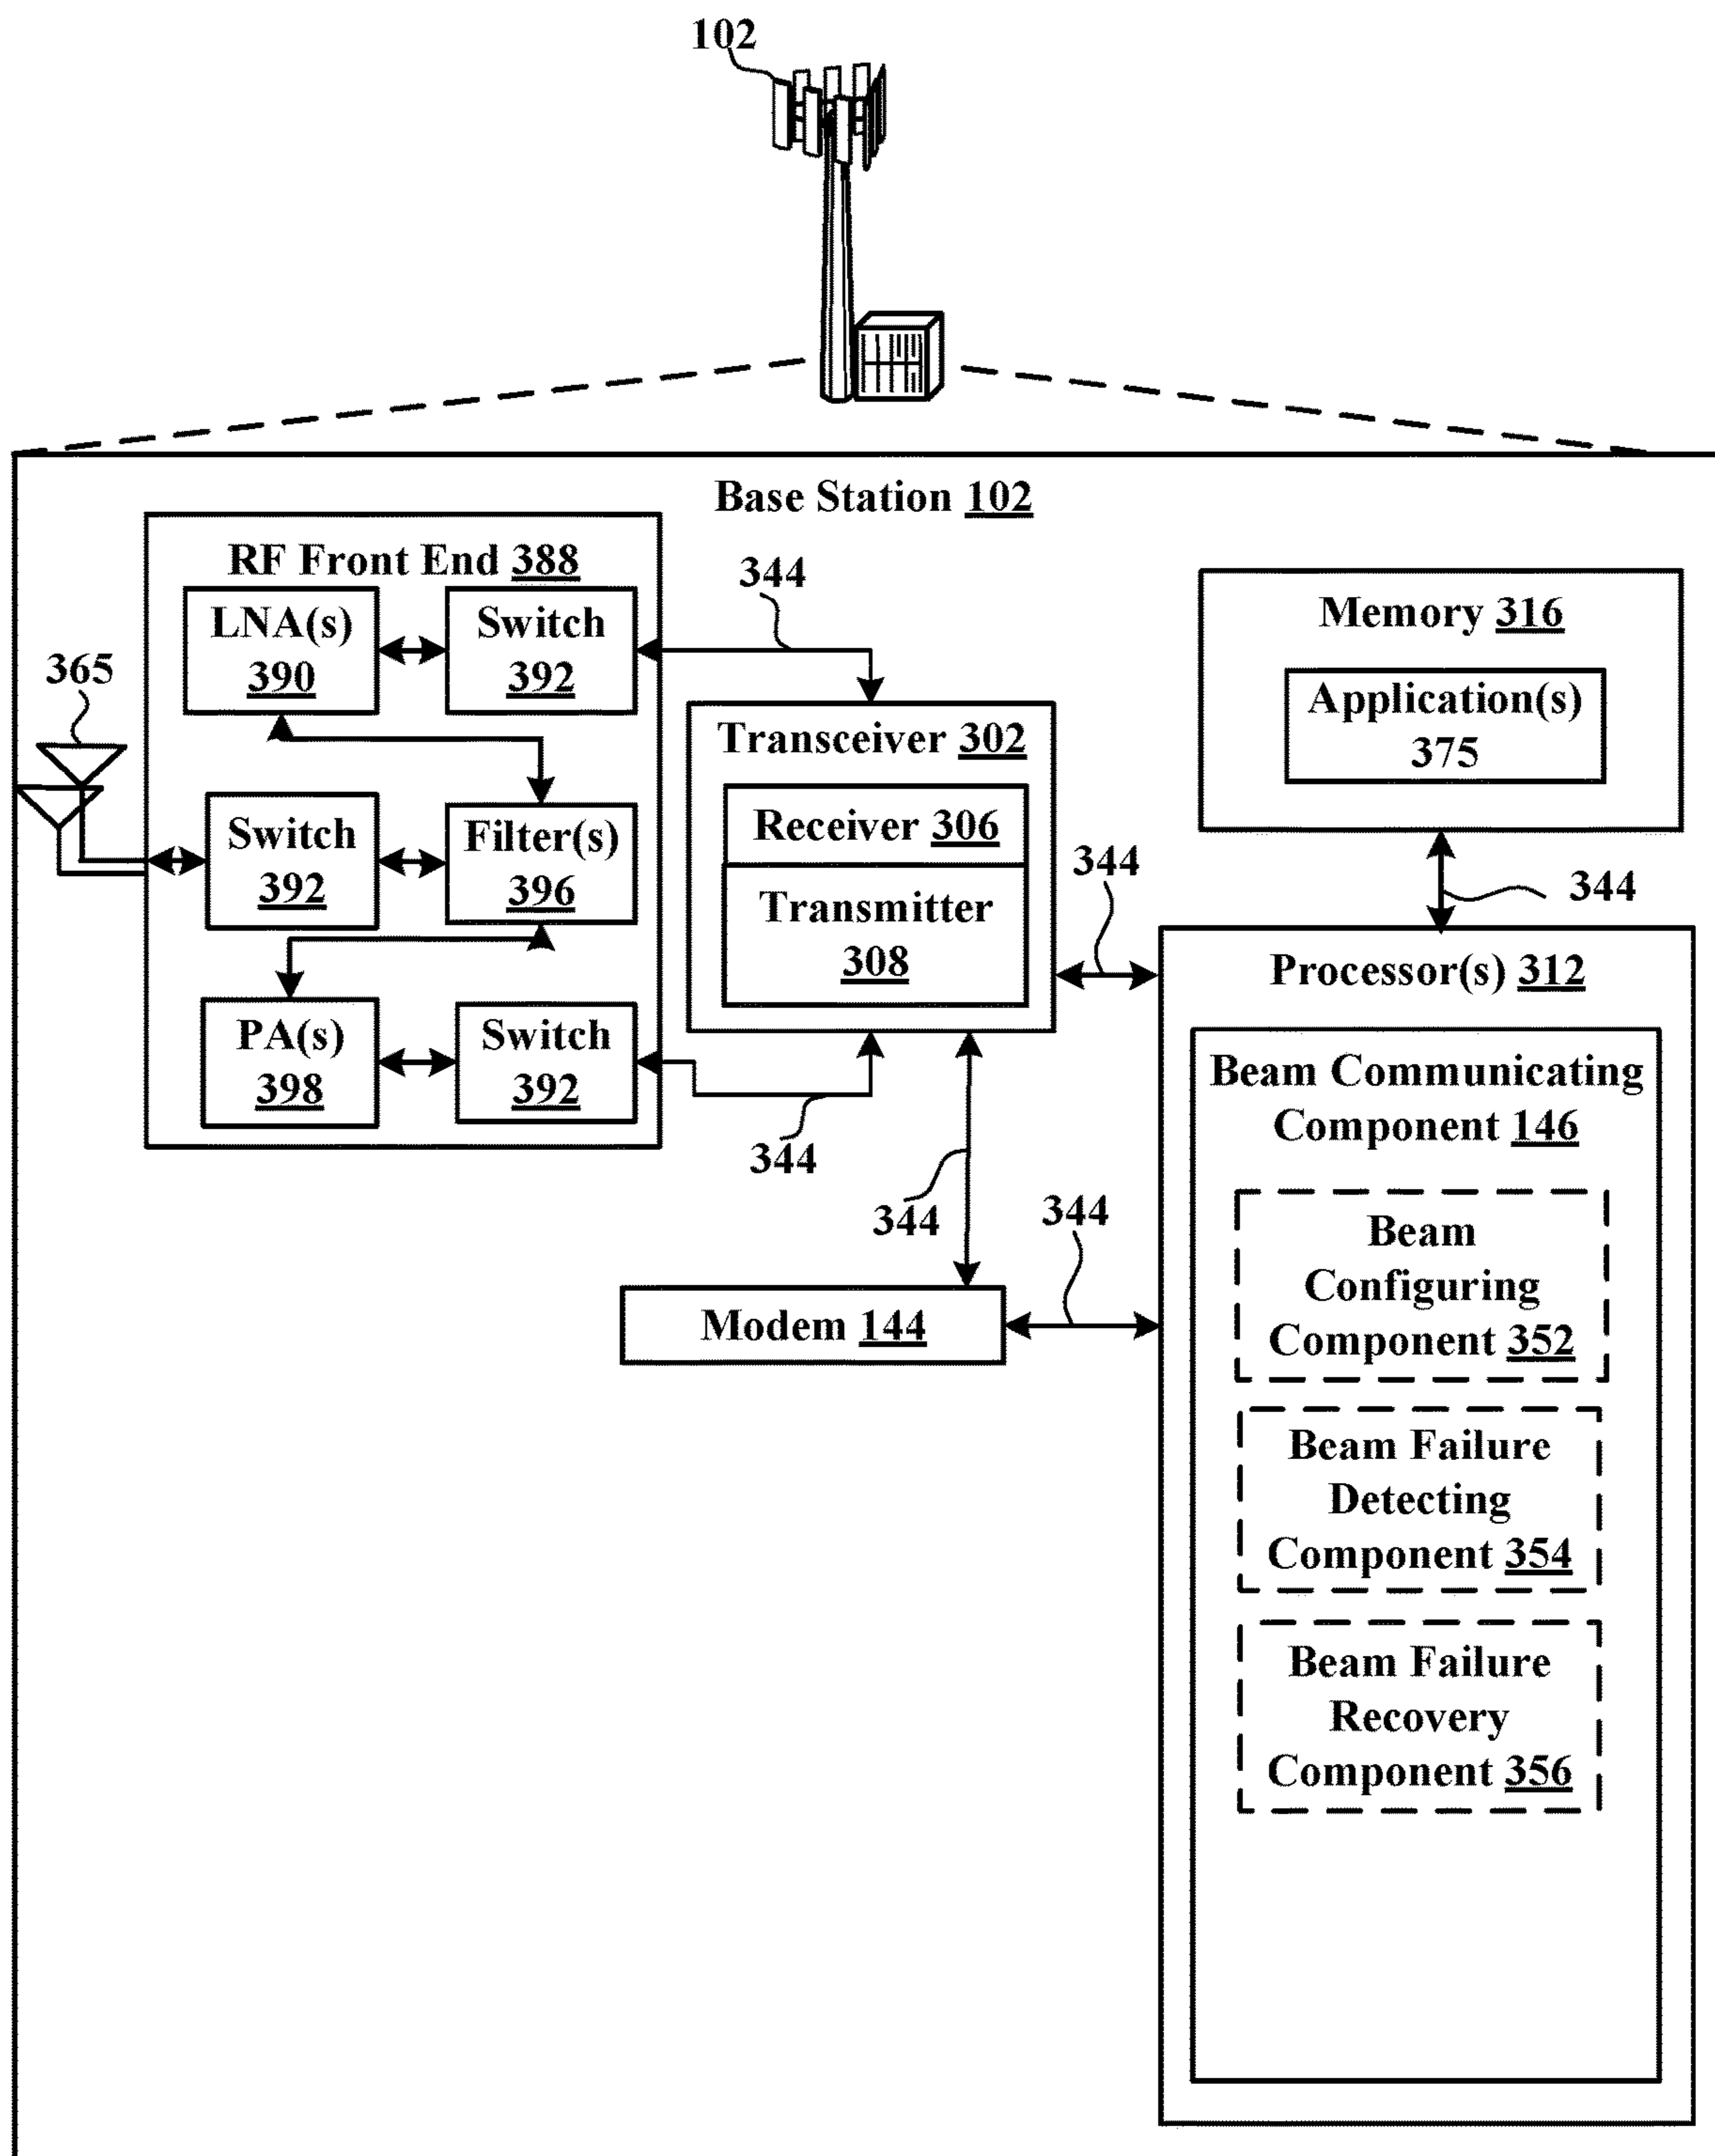 102
Base Station 102
RF Front End 388
LNA(s)
390
Switch
392
365
Switch
392
Filter(s)
396
PA(s)
398
Switch
392
344
Transceiver 302
Receiver 306
Transmitter
308
344
344
344
344
Modem 144
Memory 316
Application(s)
375
344
Processor(s) 312
Beam Communicating
Component 146
Beam
Configuring
Component 352
Beam Failure
Detecting
Component 354
Beam Failure
Recovery
Component 356